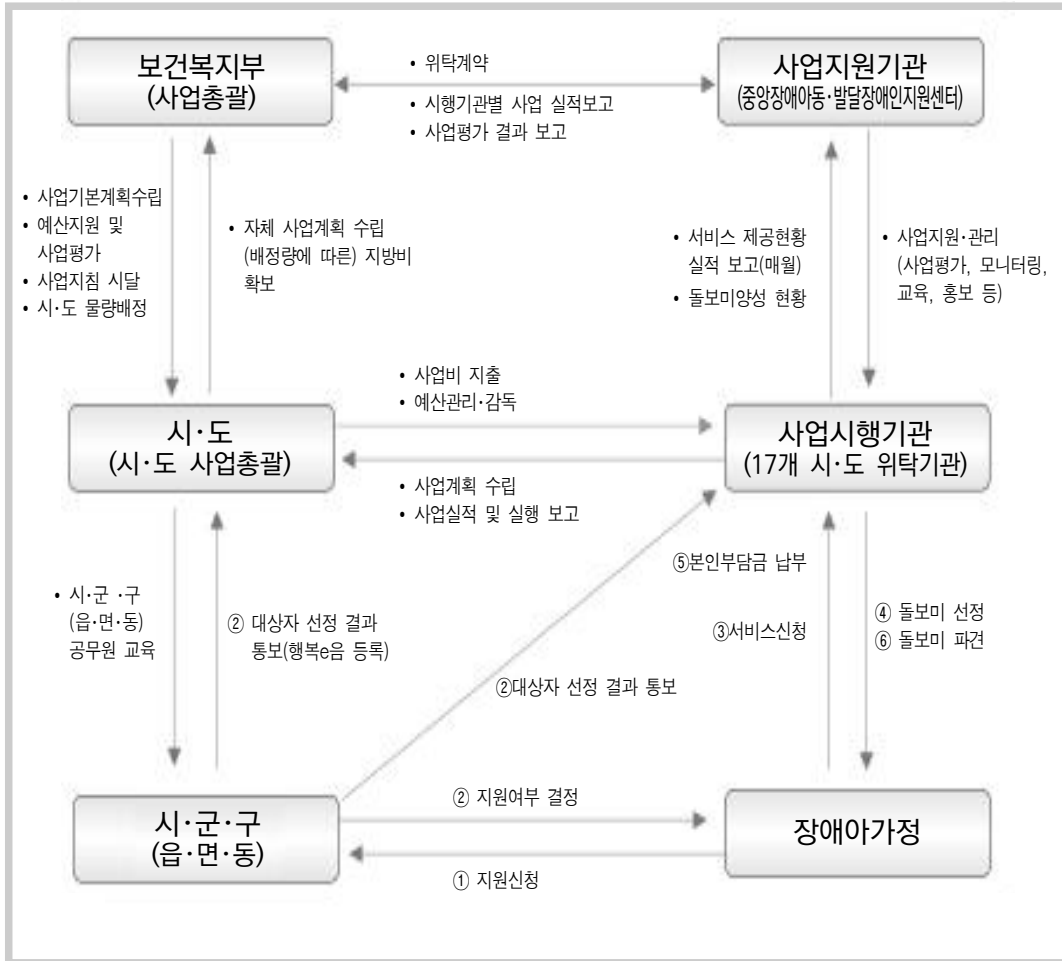 보건복지부
(사업총괄)
• 위탁계약
• 시행기관별 사업 실적보고
• 사업평가 결과 보고
사업지원기관
(중앙장애아동·발달장애인지원센터)
• 사업기본계획수립
• 예산지원 및
사업평가
• 사업지침 시달
• 시·도 물량배정
• 자체 사업계획 수립
(배정량에 따른) 지방비
확보
• 서비스 제공현황
실적 보고(매월)
• 돌보미양성 현황
• 사업지원·관리
(사업평가, 모니터링,
교육, 홍보 등)
시·도
(시·도 사업총괄)
• 사업비 지출
• 예산관리·감독
• 사업계획 수립
• 사업실적 및 실행 보고
사업시행기관
(17개 시·도 위탁기관)
• 시·군 ·구
(읍·면·동)
공무원 교육
② 대상자 선정 결과
통보(행복e음 등록)
②대상자 선정 결과 통보
⑤본인부담금 납부
③서비스신청
④ 돌보미 선정
⑥ 돌보미 파견
시·군·구
(읍·면·동)
② 지원여부 결정
① 지원신청
장애아가정